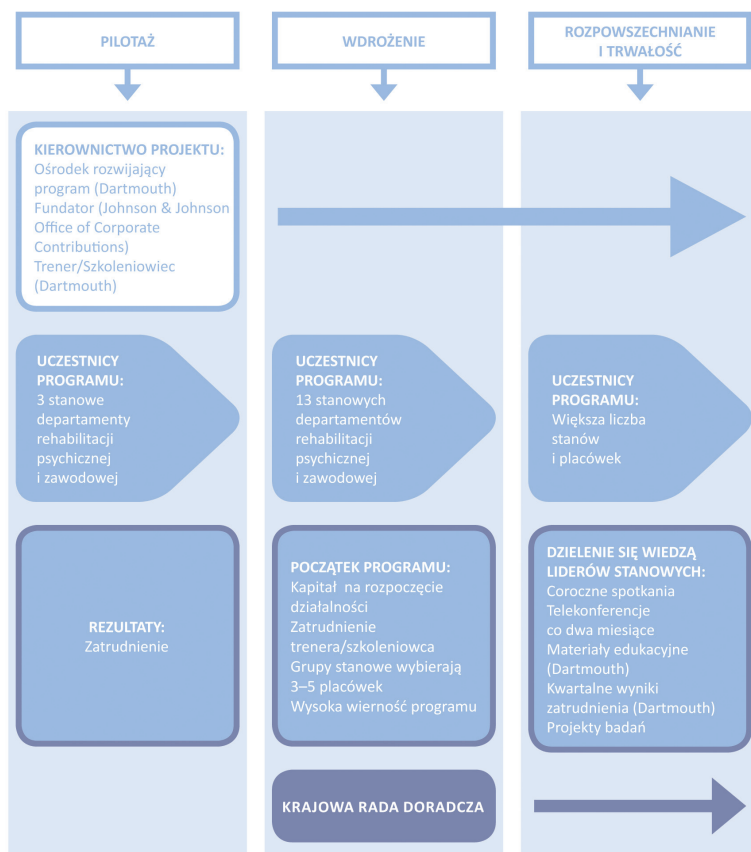 PILOTAŻ
WDROŻENIE
ROZPOWSZECHNIANIE
I TRWAŁOŚĆ
KIEROWNICTWO PROJEKTU:
Ośrodek rozwijający
program (Dartmouth)
Fundator (Johnson & Johnson
Office of Corporate
Contributions)
Trener/Szkoleniowiec
(Dartmouth)
UCZESTNICY
PROGRAMU:
3 stanowe
departamenty
rehabilitacji
psychicznej
i zawodowej
UCZESTNICY
PROGRAMU:
13 stanowych
departamentów
rehabilitacji
psychicznej
i zawodowej
UCZESTNICY
PROGRAMU:
Większa liczba
stanów
i placówek
REZULTATY:
Zatrudnienie
POCZĄTEK PROGRAMU:
Kapitał na rozpoczęcie
działalności
Zatrudnienie
trenera/szkoleniowca
Grupy stanowe wybierają
3–5 placówek
Wysoka wierność programu
DZIELENIE SIĘ WIEDZĄ
LIDERÓW STANOWYCH:
Coroczne spotkania
Telekonferencje
co dwa miesiące
Materiały edukacyjne
(Dartmouth)
Kwartalne wyniki
zatrudnienia (Dartmouth)
Projekty badań
KRAJOWA RADA DORADCZA